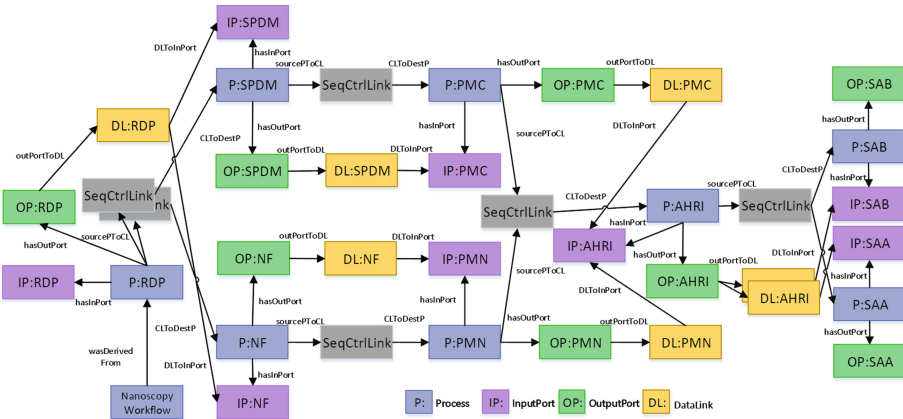 IP:SPDM
DLToInPort
hasInPort
sourcePToCL
CLToDestP
hasOutPort
outPortToDL
P:SPDM
SeqCtrlLink
P:PMC
OP:PMC
DL:PMC
OP:SAB
DL:RDP
CLToDestP
hasOutPort
hasInPort
sourcePToCL
DLToInPort
outPortToDL
outPortToDL
DLToInPort
P:SAB
OP:SPDM
DL:SPDM
IP:PMC
CLToDestP
hasInPort
SeqCtrlLink
nk
OP:RDP
SeqCtrlLink
CLToDestP
P:AHRI
sourcePToCL
SeqCtrlLink
IP:SAB
hasInPort
hasOutPort
sourcePToCL
outPortToDL
DLToInPort
IP:AHRI
hasOutPort
outPortToDL
DLToInPort
IP:SAA
OP:NF
DL:NF
IP:PMN
sourcePToCL
IP:RDP
P:RDP
hasInPort
OP:AHRI
DL:AHRI
hasInPort
CLToDestP
DLToInPort
P:SAA
hasOutPort
hasInPort
CLToDestP
sourcePToCL
CLToDestP
hasOutPort
outPortToDL
hasOutPort
wasDerived
From
P:NF
SeqCtrlLink
P:PMN
OP:PMN
DL:PMN
OP:SAA
DLToInPort
hasInPort
Nanoscopy
Workflow
IP:NF
P:
Process
IP:
InputPort
OP:
OutputPort
DL:
DataLink